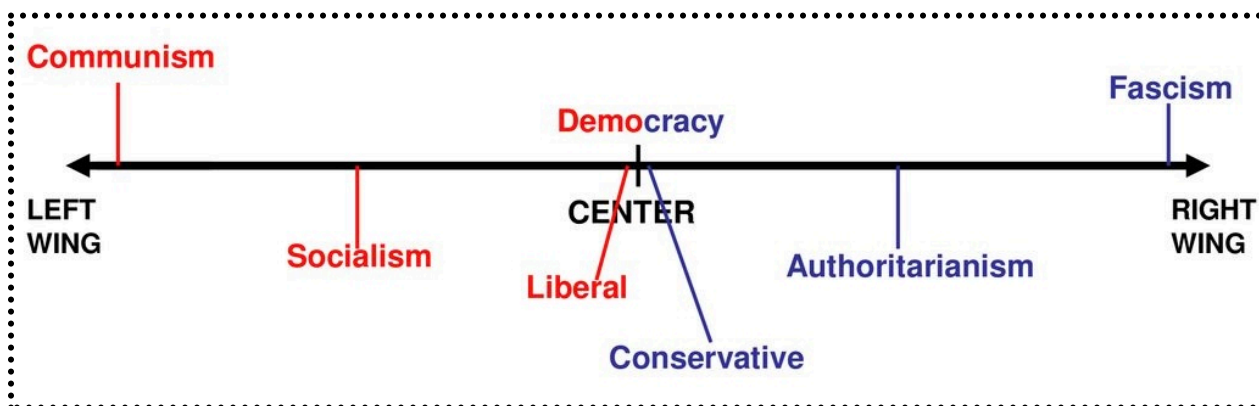 Communism
Fascism
Democracy
LEFT
WING
CENTER
RIGHT
WING
Socialism
Authoritarianism
Liberal
Conservative